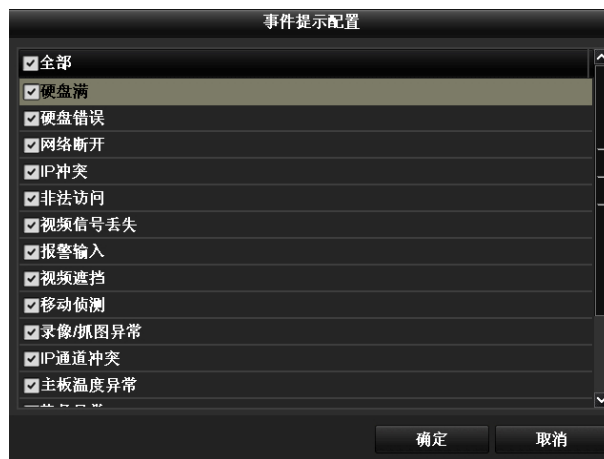 事件提示配置
全部
硬盘满
硬盘错误
网络断开
IP冲突
非法访问
视频信号丢失
报警输入
视频遮挡
移动侦测
录像/抓图异常
IP通道冲突
主板温度异常
确定
取消